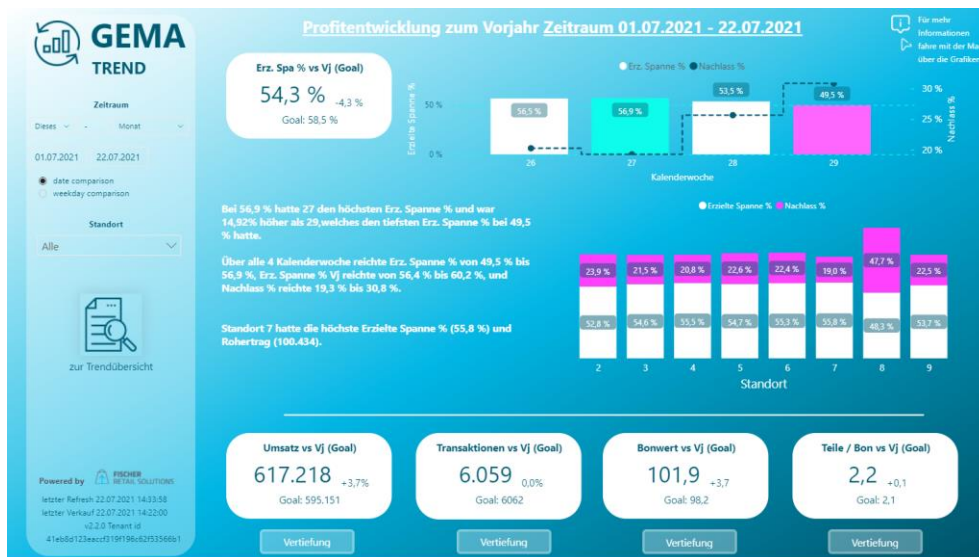 GEMA
TREND
Profitentwicklung zum Vorjahr Zeitraum 01.07.2021 - 22.07.2021
Für mehr
Informationen
fahre mit der Ma
über die Grafiken
Zeitraum
Dieses - Monat
01.07.2021 22.07.2021
date comparison
weekday comparison
Standort
Alle
zur Trendübersicht
Powered by FISCHER
RETAIL SOLUTIONS
letzter Refresh 22.07.2021 14:33:58
letzter Verkauf 22.07.2021 14:22:00
v2.2.0 Tenant id
Erz. Spa % vs Vj (Goal)
54,3 % -4,3 %
Goal: 58,5 %
Erz. Spanne % Nachlass %
Erzielte Spanne %
50 %
0 %
56,5 % 56,9 % 53,5 % 49,5 %
30 %
25 %
20 %
Nachlass %
26 27 28 29
Kalenderwoche
Bei 56,9 % hatte 27 den höchsten Erz. Spanne % und war
14,92% höher als 29,welches den tiefsten Erz. Spanne % bei 49,5
% hatte.
Über alle 4 Kalenderwoche reichte Erz. Spanne % von 49,5 % bis
56,9 %, Erz. Spanne % Vj reichte von 56,4 % bis 60,2 %, und
Nachlass % reichte 19,3 % bis 30,8 %.
Standort 7 hatte die höchste Erzielte Spanne % (55,8 %) und
Rohertrag (100.434).
Erzielte Spanne % Nachlass %
23,9 % 21,5 % 20,8 % 22,6 % 22,4 % 19,0 % 47,7 % 22,5 %
52,8 % 54,6 % 55,5 % 54,7 % 55,3 % 55,8 % 48,3 % 53,7 %
2 3 4 5 6 7 8 9
Standort
Umsatz vs Vj (Goal)
617.218 +3,7%
Goal: 595.151
Vertiefung
Transaktionen vs Vj (Goal)
6.059 0,0%
Goal: 6062
Vertiefung
Bonwert vs Vj (Goal)
101,9 +3,7
Goal: 98,2
Vertiefung
Teile / Bon vs Vj (Goal)
2,2 +0,1
Goal: 2,1
Vertiefung